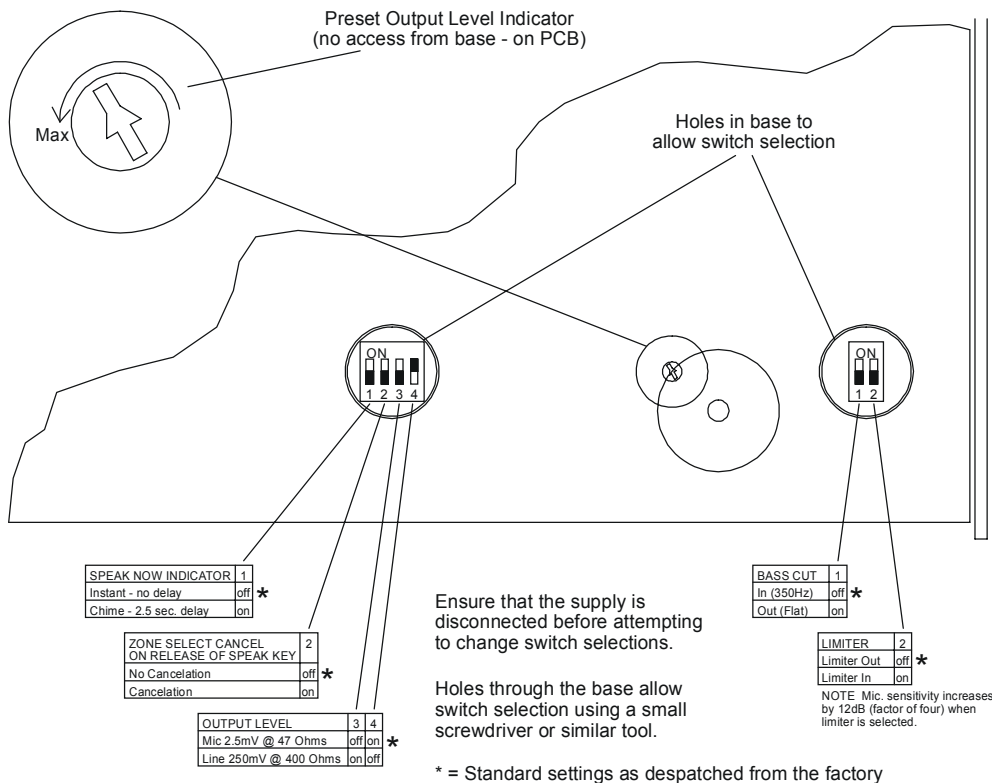 Preset Output Level Indicator
(no access from base - on PCB)
Max
Holes in base to
allow switch selection
ON
1 2 3 4
ON
1 2
SPEAK NOW INDICATOR 1
Instant - no delay off *
Chime - 2.5 sec. delay on
ZONE SELECT CANCEL
ON RELEASE OF SPEAK KEY 2
No Cancelation off *
Cancelation on
OUTPUT LEVEL 3 4
Mic 2.5mV @ 47 Ohms off on *
Line 250mV @ 400 Ohms on off
Ensure that the supply is
disconnected before attempting
to change switch selections.
Holes through the base allow
switch selection using a small
screwdriver or similar tool.
* = Standard settings as despatched from the factory
BASS CUT 1
In (350Hz) off *
Out (Flat) on
LIMITER 2
Limiter Out off *
Limiter In on
NOTE Mic. sensitivity increases
by 12dB (factor of four) when
limiter is selected.